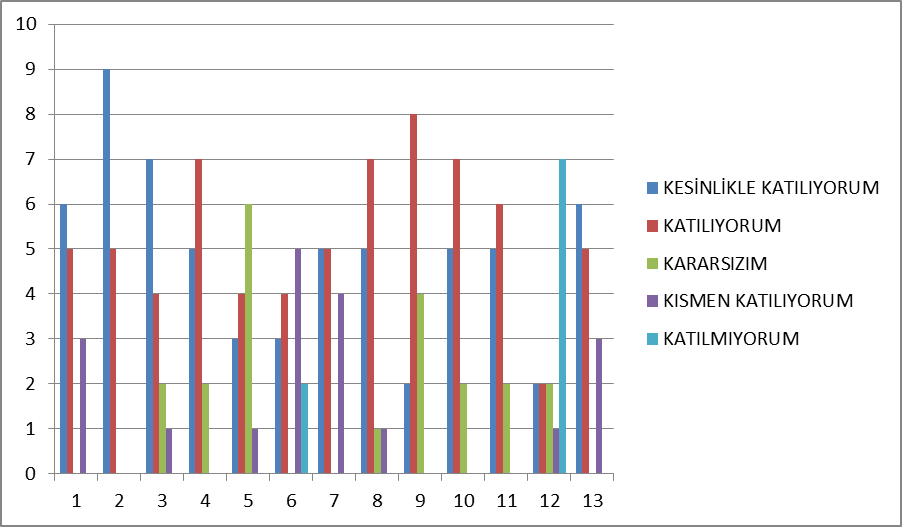 10
9
8
7
6
5
4
3
2
1
0
1 2 3 4 5 6 7 8 9 10 11 12 13
KESİNLİKLE KATILIYORUM
KATILIYORUM
KARARSIZIM
KISMEN KATILIYORUM
KATILMIYORUM